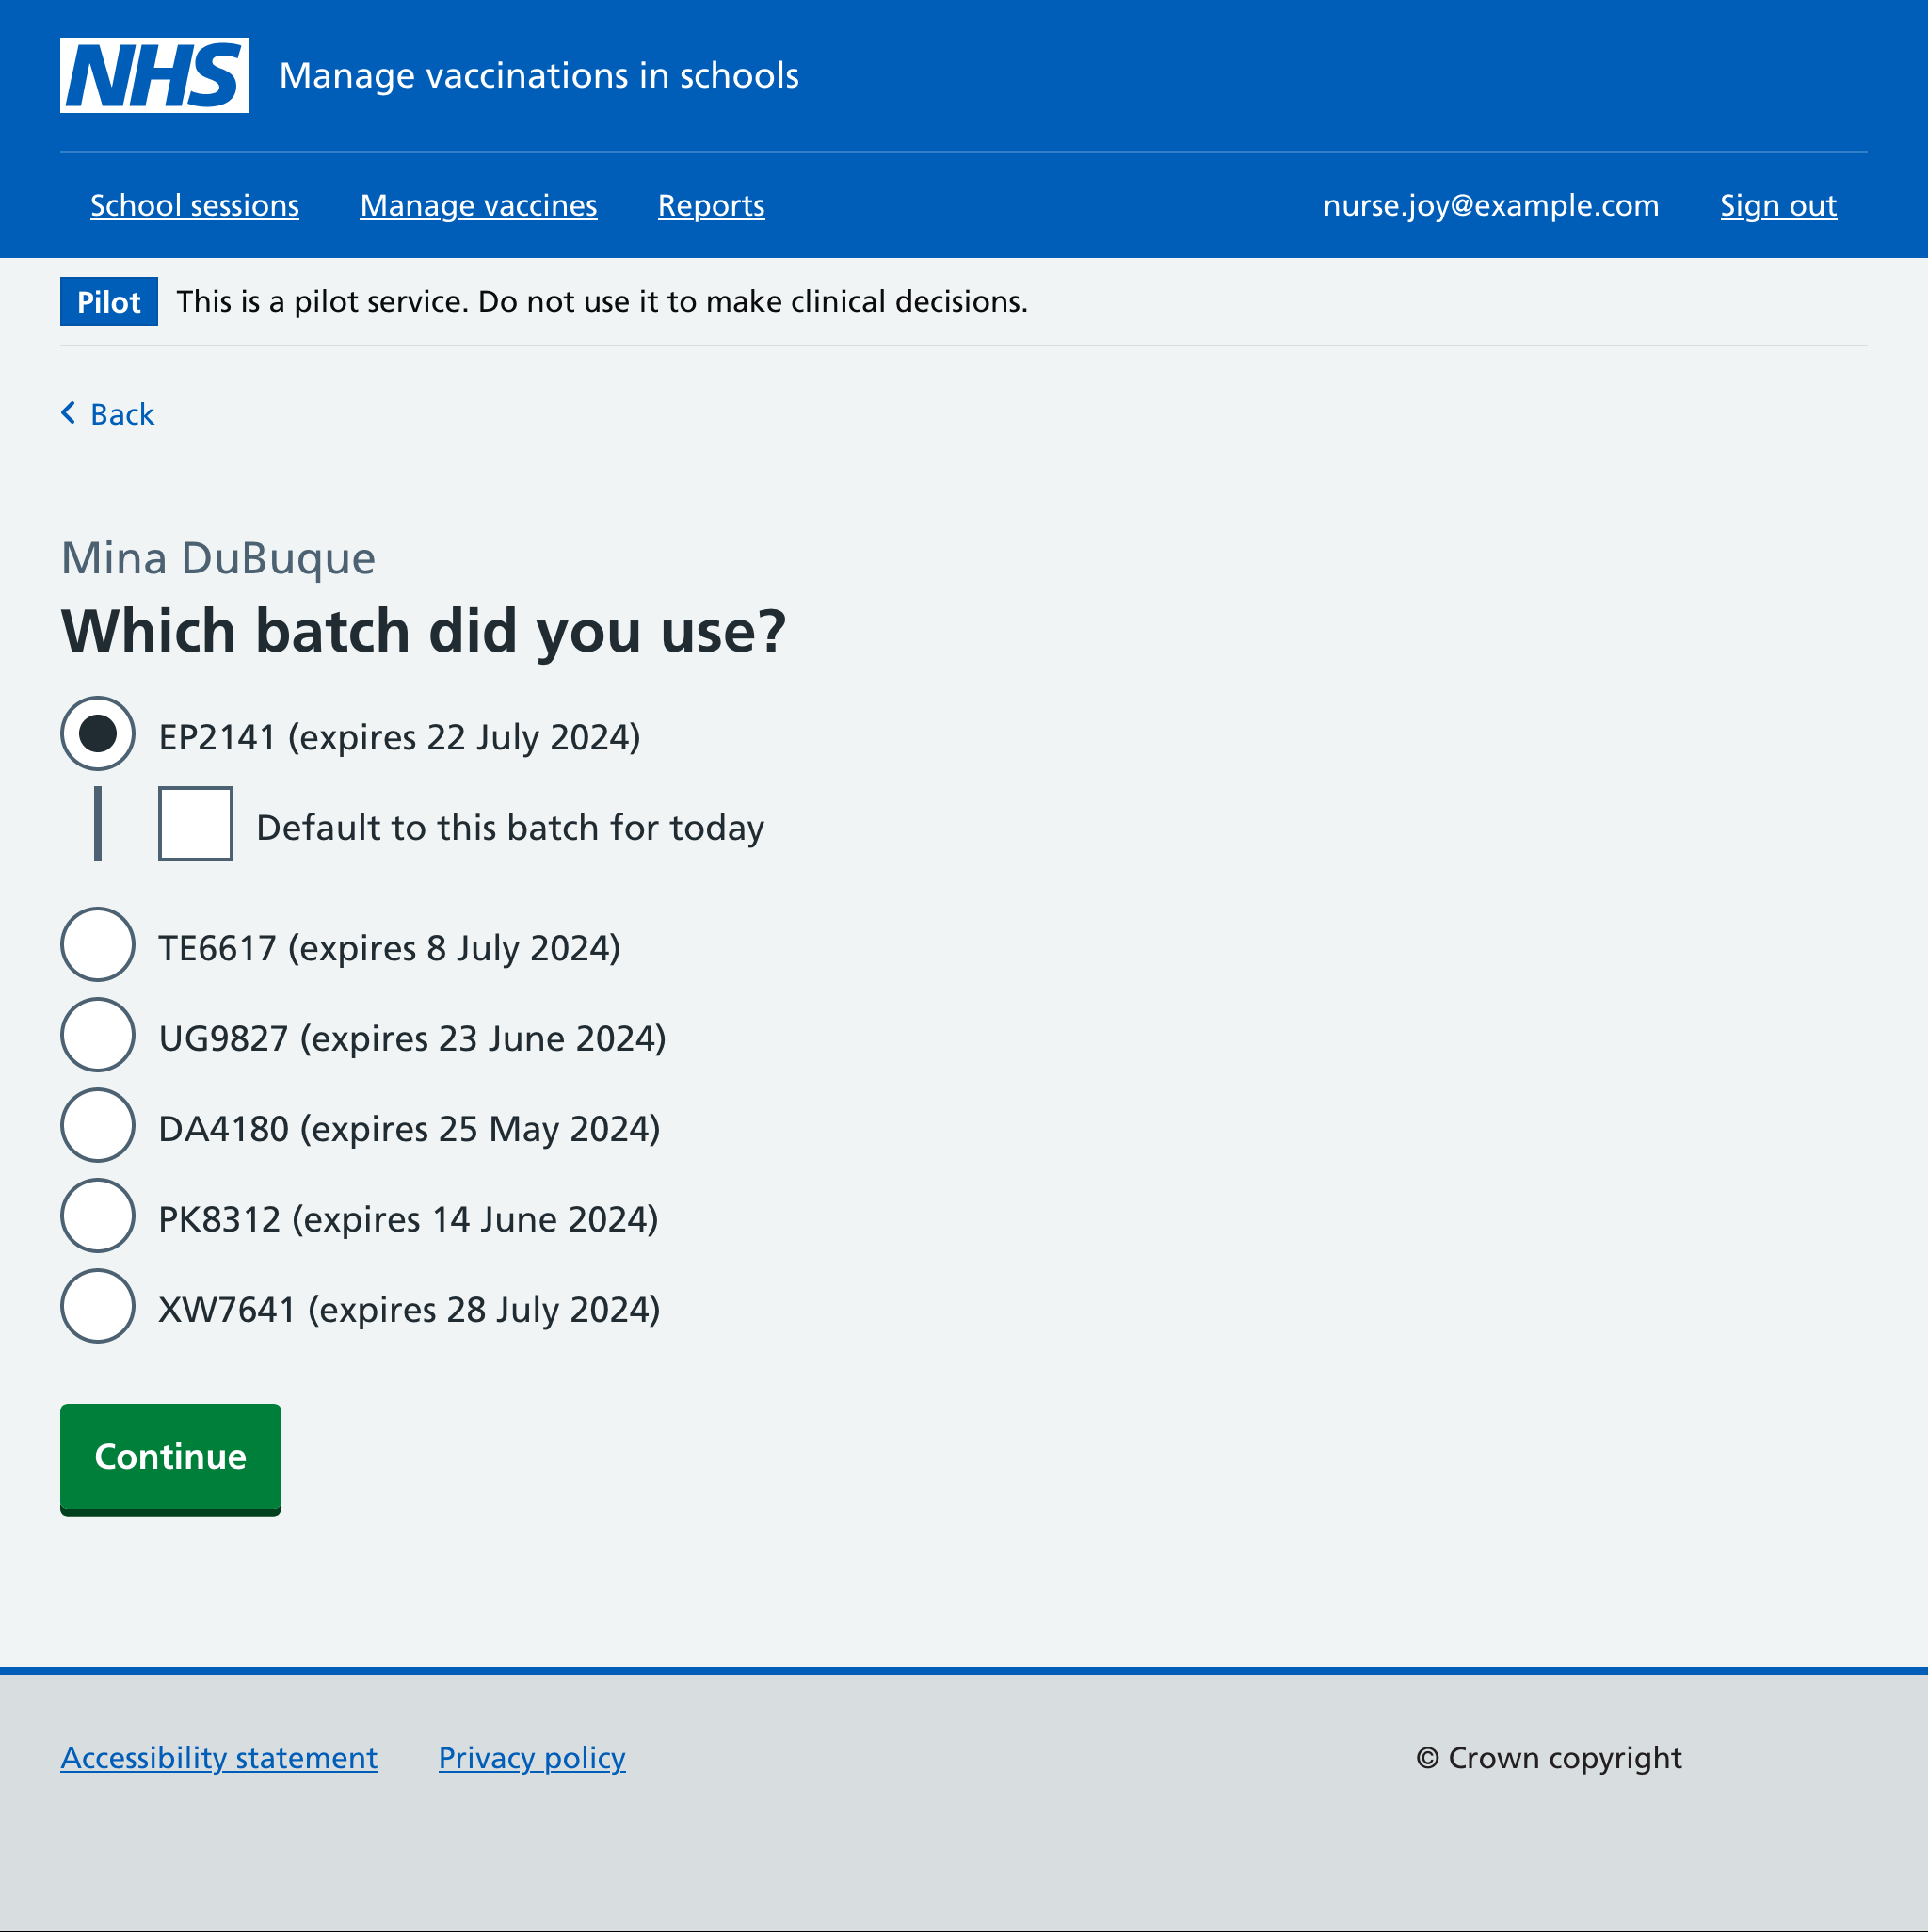 NHS Manage vaccinations in schools
School sessions Manage vaccines Reports nurse.joy@example.com Sign out
Pilot This is a pilot service. Do not use it to make clinical decisions.
Back
Mina DuBuque
Which batch did you use?
EP2141 (expires 22 July 2024)
Default to this batch for today
TE6617 (expires 8 July 2024)
UG9827 (expires 23 June 2024)
DA4180 (expires 25 May 2024)
PK8312 (expires 14 June 2024)
XW7641 (expires 28 July 2024)
Continue
Accessibility statement Privacy policy © Crown copyright